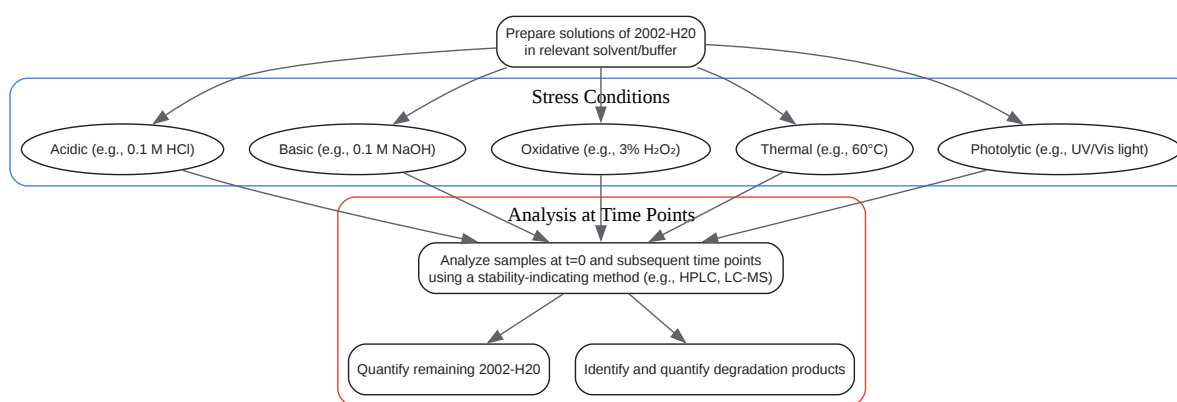 Prepare solutions of 2002-H20
in relevant solvent/buffer
Stress Conditions
Acidic (e.g., 0.1 M HCl)
Basic (e.g., 0.1 M NaOH)
Oxidative (e.g., 3% H₂O₂)
Thermal (e.g., 60°C)
Photolytic (e.g., UV/Vis light)
Analysis at Time Points
Analyze samples at t=0 and subsequent time points
using a stability-indicating method (e.g., HPLC, LC-MS)
Quantify remaining 2002-H20
Identify and quantify degradation products